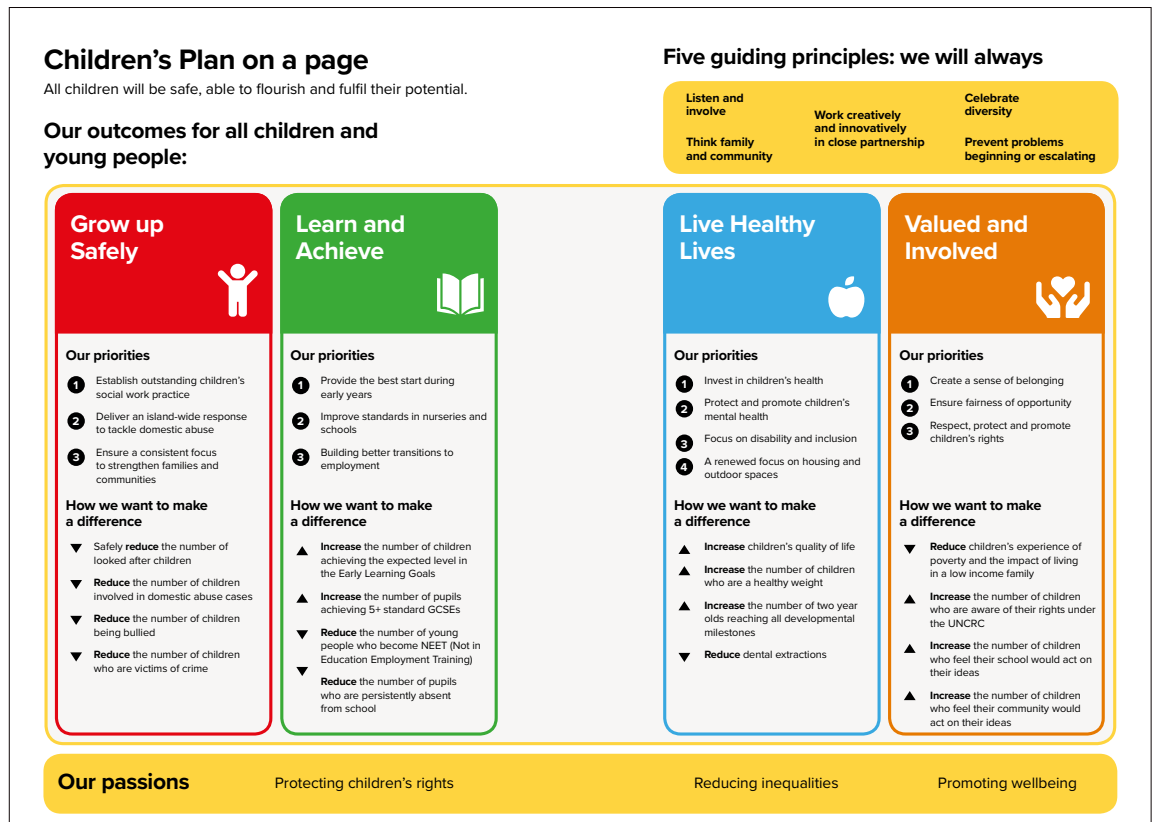 Children's Plan on a page
All children will be safe, able to flourish and fulfil their potential.
Our outcomes for all children and
young people:
Five guiding principles: we will always
Listen and
involve
Think family
and community
Work creatively
and innovatively
in close partnership
Celebrate
diversity
Prevent problems
beginning or escalating
Grow up
Safely
Our priorities
1 Establish outstanding children's
social work practice
2 Deliver an island-wide response
to tackle domestic abuse
3 Ensure a consistent focus
to strengthen families and
communities
How we want to make
a difference
▼ Safely reduce the number of
looked after children
▼ Reduce the number of children
involved in domestic abuse cases
▼ Reduce the number of children
being bullied
▼ Reduce the number of children
who are victims of crime
Learn and
Achieve
Our priorities
1 Provide the best start during
early years
2 Improve standards in nurseries and
schools
3 Building better transitions to
employment
How we want to make
a difference
▲ Increase the number of children
achieving the expected level in
the Early Learning Goals
▲ Increase the number of pupils
achieving 5+ standard GCSEs
▼ Reduce the number of young
people who become NEET (Not in
Education Employment Training)
▼ Reduce the number of pupils
who are persistently absent
from school
Live Healthy
Lives
Our priorities
1 Invest in children's health
2 Protect and promote children's
mental health
3 Focus on disability and inclusion
4 A renewed focus on housing and
outdoor spaces
How we want to make
a difference
▲ Increase children's quality of life
▲ Increase the number of children
who are a healthy weight
▲ Increase the number of two year
olds reaching all developmental
milestones
▼ Reduce dental extractions
Valued and
Involved
Our priorities
1 Create a sense of belonging
2 Ensure fairness of opportunity
3 Respect, protect and promote
children's rights
How we want to make
a difference
▼ Reduce children's experience of
poverty and the impact of living
in a low income family
▲ Increase the number of children
who are aware of their rights under
the UNCRC
▲ Increase the number of children
who feel their school would act on
their ideas
▲ Increase the number of children
who feel their community would
act on their ideas
Our passions
Protecting children's rights
Reducing inequalities
Promoting wellbeing